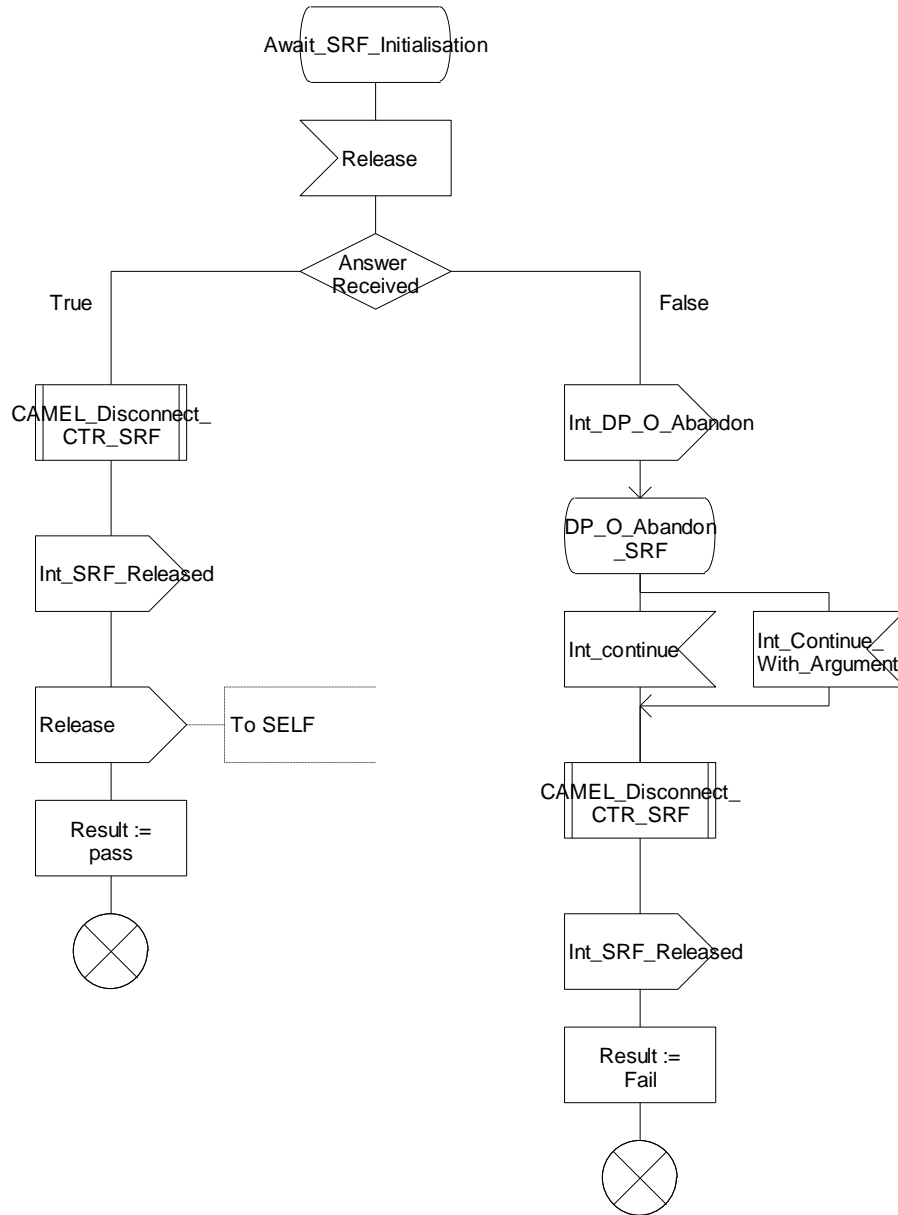 Await_SRF_Initialisation
Release
Answer
Received
True
False
CAMEL_Disconnect_
CTR_SRF
Int_DP_O_Abandon
DP_O_Abandon
_SRF
Int_SRF_Released
Int_continue
Int_Continue_
With_Argument
Release
To SELF
CAMEL_Disconnect_
CTR_SRF
Result :=
pass
Int_SRF_Released
Result :=
Fail